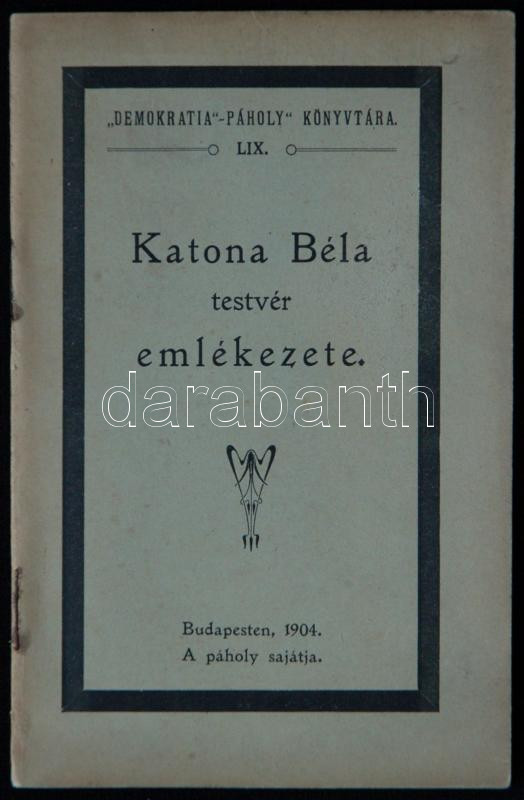 „DEMOKRATIA“-PÁHOLY“ KÖNYVTÁRA.
LIX.
Katona Béla
testvér
emlékezete.
darabanth
Budapesten, 1904.
A páholy sajátja.